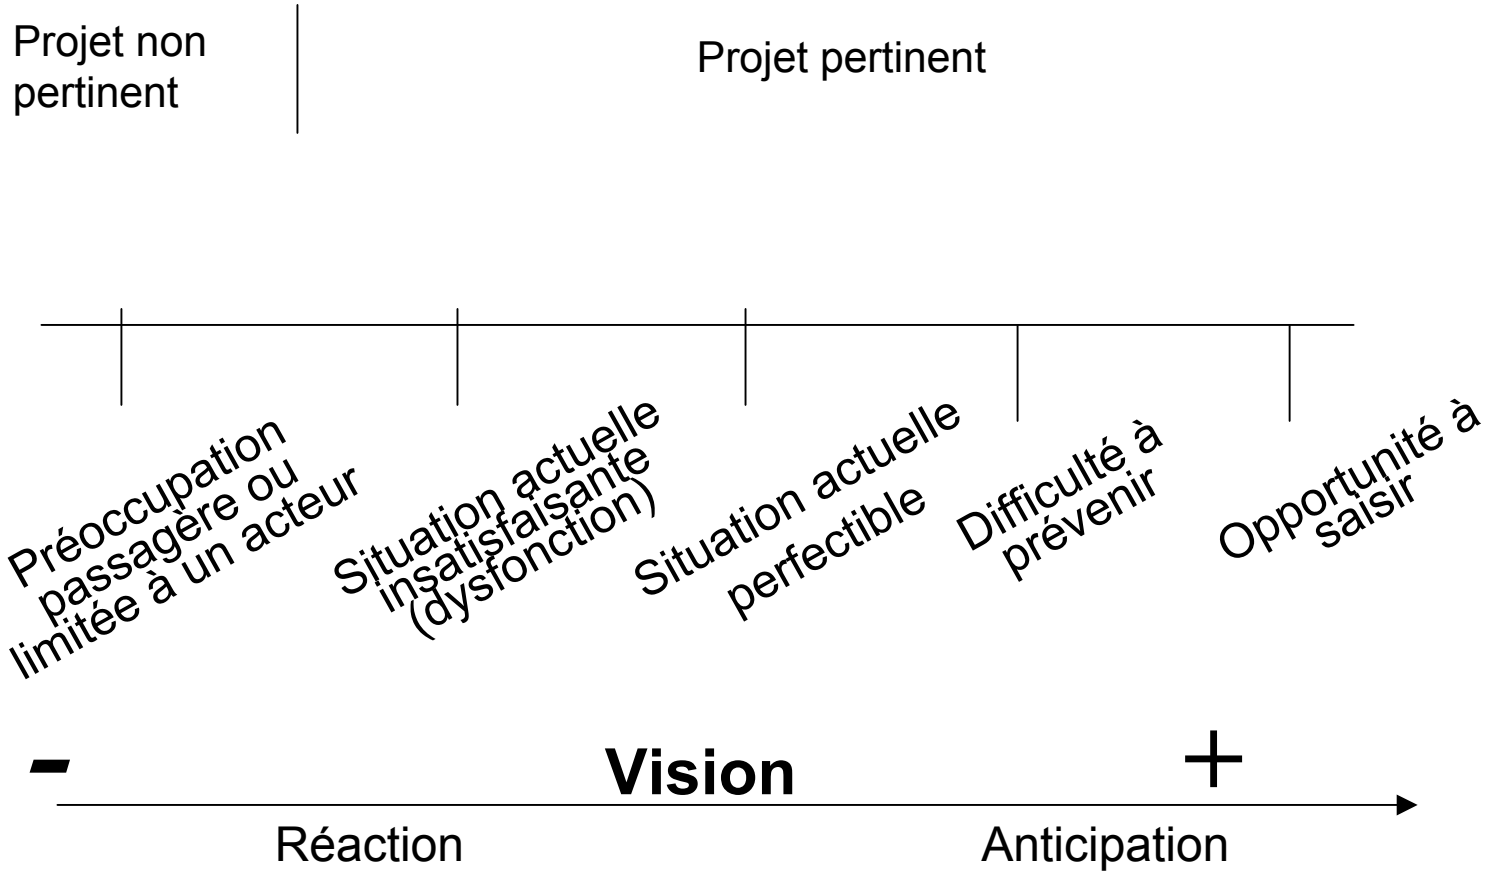 Projet non
pertinent
Projet pertinent
Préoccupation
passagère ou
limitée à un acteur
Situation actuelle
insatisfaisante
(dysfonction)
Situation actuelle
perfectible
Difficulté à
prévenir
Opportunité à
saisir
-
Vision
+
Réaction
Anticipation